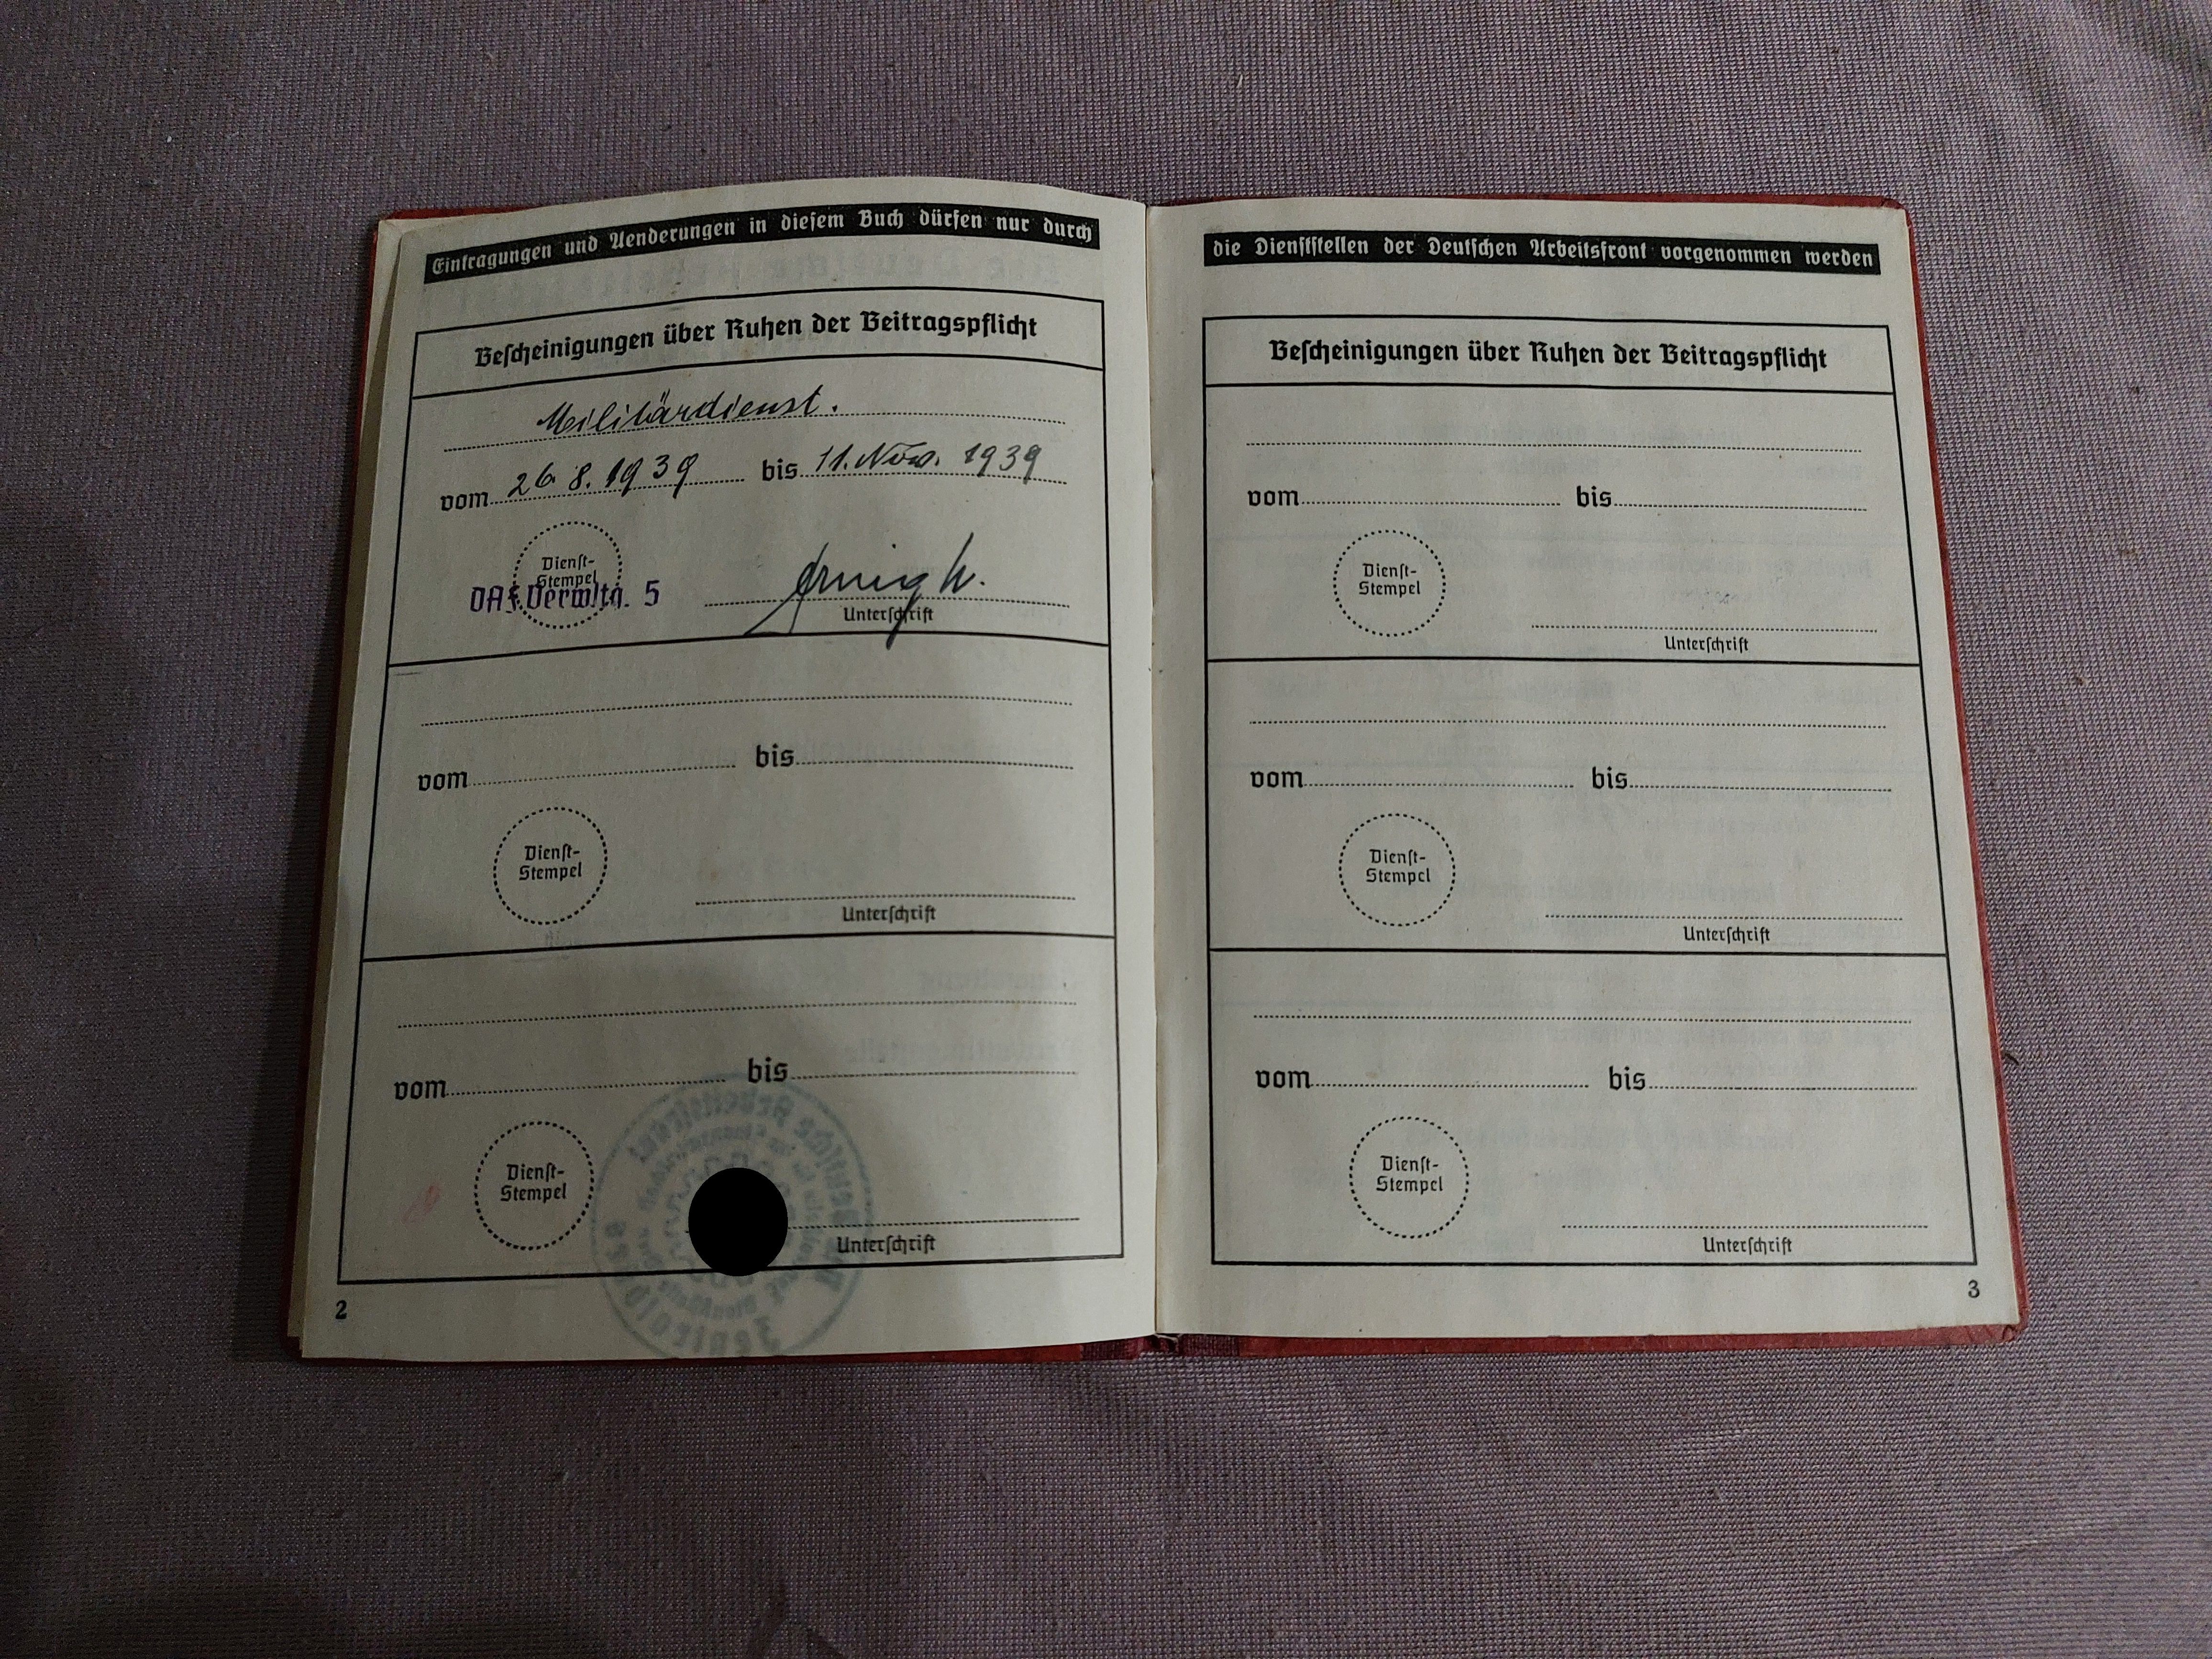 Eintragungen und Aenderungen in diesem Buch dürfen nur durch
Bescheinigungen über Ruhen der Beitragspflicht
Militärdienst.
vom 26. 8. 1939 bis 11. Nov. 1939
Dienst-
Stempel
DAF. Verwltg. 5
Unterschrift
vom bis
Dienst-
Stempel
Unterschrift
vom bis
Dienst-
Stempel
Unterschrift
2
die Dienststellen der Deutschen Arbeitsfront vorgenommen werden
Bescheinigungen über Ruhen der Beitragspflicht
vom bis
Dienst-
Stempel
Unterschrift
vom bis
Dienst-
Stempel
Unterschrift
vom bis
Dienst-
Stempel
Unterschrift
3